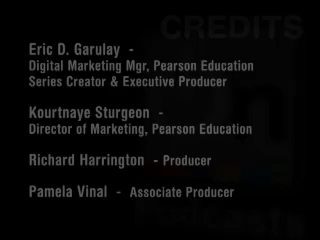 CREDITS
Eric D. Garulay -
Digital Marketing Mgr, Pearson Education
Series Creator & Executive Producer
Kourtnaye Sturgeon -
Director of Marketing, Pearson Education
Richard Harrington - Producer
Pamela Vinal - Associate Producer
Podcasts